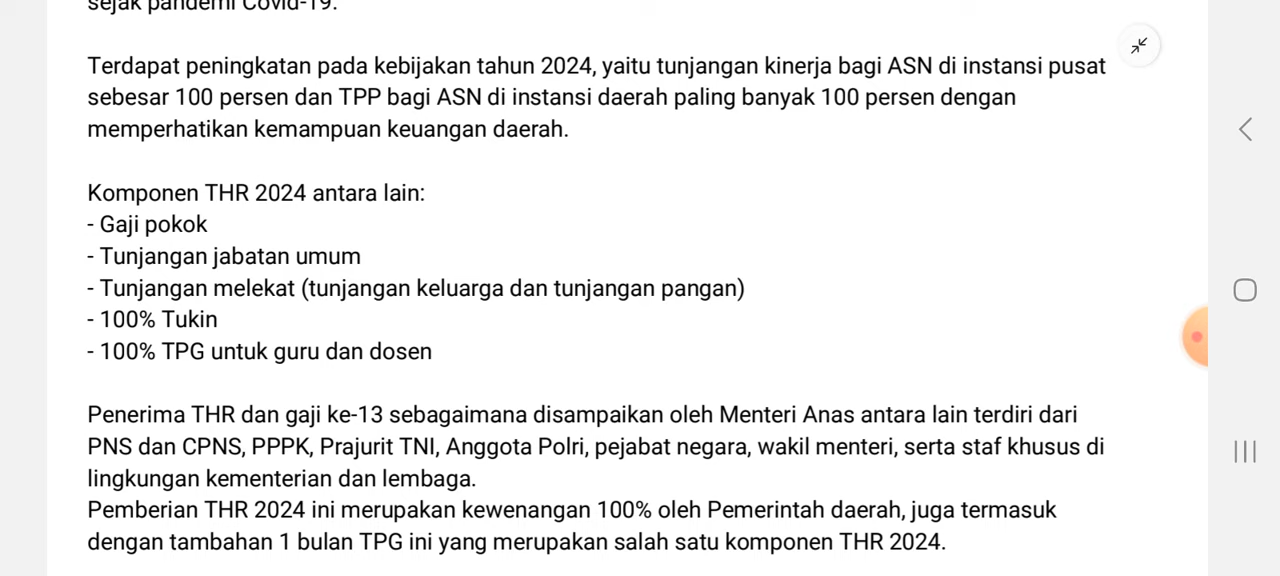 sejak pandemi Covid-19.
Terdapat peningkatan pada kebijakan tahun 2024, yaitu tunjangan kinerja bagi ASN di instansi pusat
sebesar 100 persen dan TPP bagi ASN di instansi daerah paling banyak 100 persen dengan
memperhatikan kemampuan keuangan daerah.
Komponen THR 2024 antara lain:
- Gaji pokok
- Tunjangan jabatan umum
- Tunjangan melekat (tunjangan keluarga dan tunjangan pangan)
- 100% Tukin
- 100% TPG untuk guru dan dosen
Penerima THR dan gaji ke-13 sebagaimana disampaikan oleh Menteri Anas antara lain terdiri dari
PNS dan CPNS, PPPK, Prajurit TNI, Anggota Polri, pejabat negara, wakil menteri, serta staf khusus di
lingkungan kementerian dan lembaga.
Pemberian THR 2024 ini merupakan kewenangan 100% oleh Pemerintah daerah, juga termasuk
dengan tambahan 1 bulan TPG ini yang merupakan salah satu komponen THR 2024.